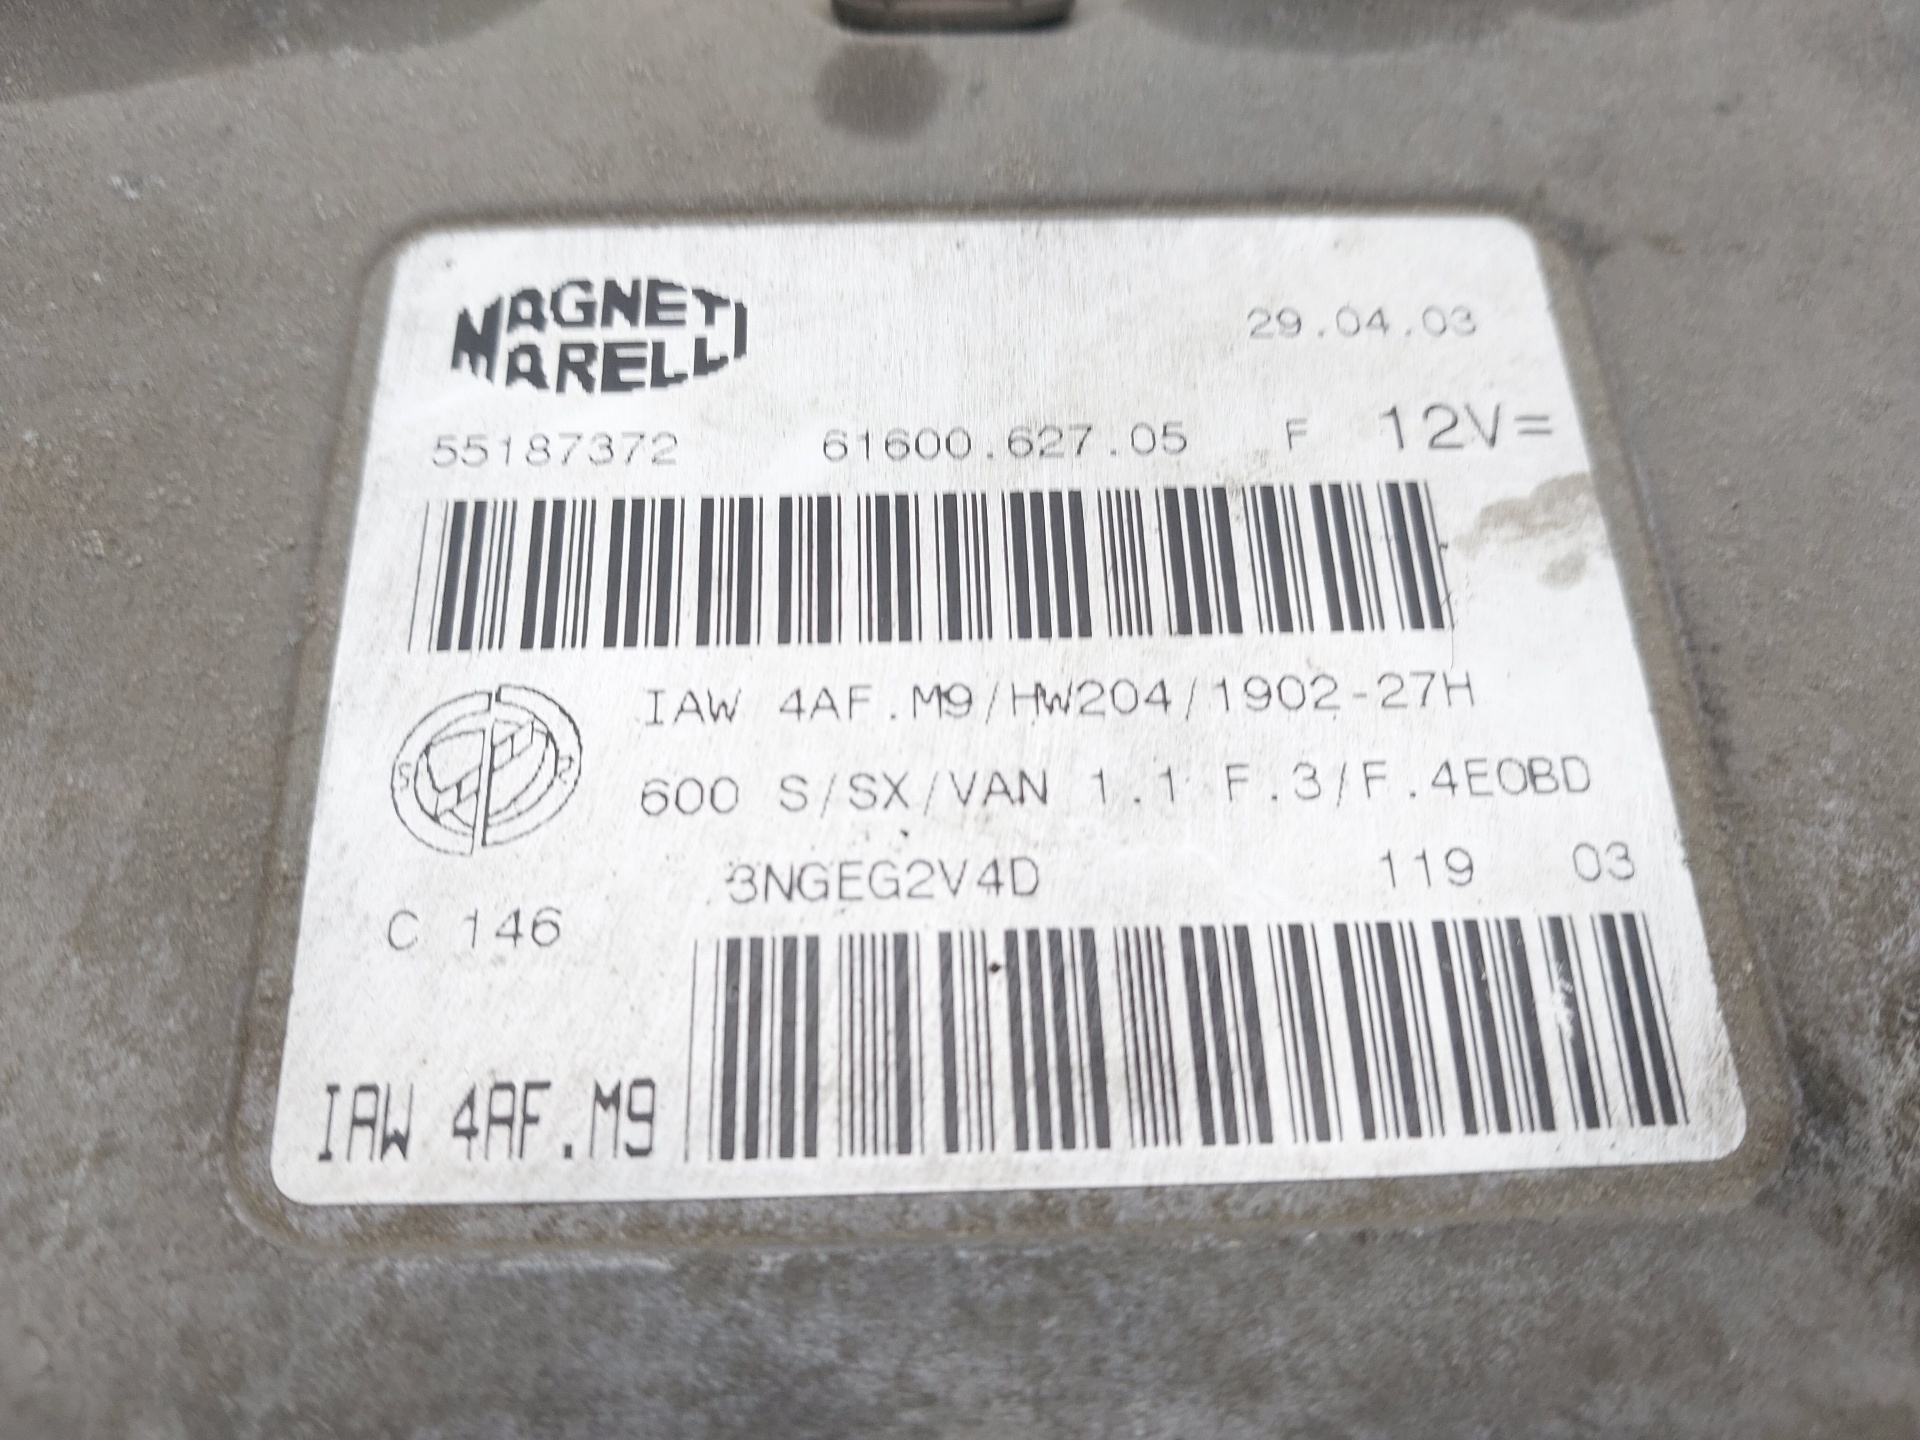 MAGNETI
MARELLI
29.04.03
55187372 61600.627.05 F 12V=
IAW 4AF.M9/HW204/1902-27H
600 S/SX/VAN 1.1 F.3/F.4EOBD
3NGEG2V4D 119 03
C 146
IAW 4AF.M9